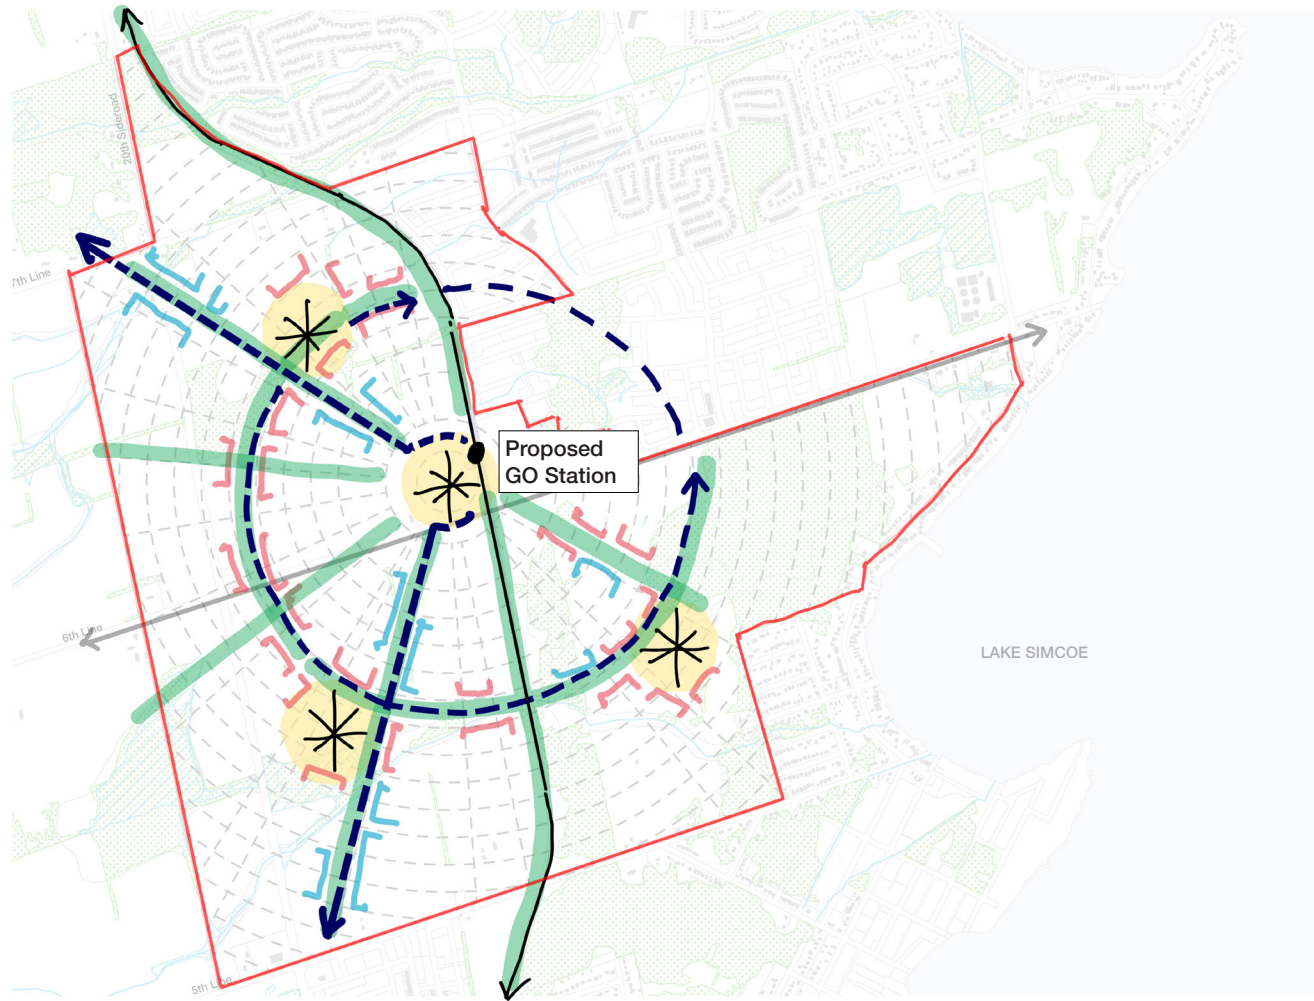 20th Sideroad
7th Line
Proposed
GO Station
6th Line
LAKE SIMCOE
5th Line